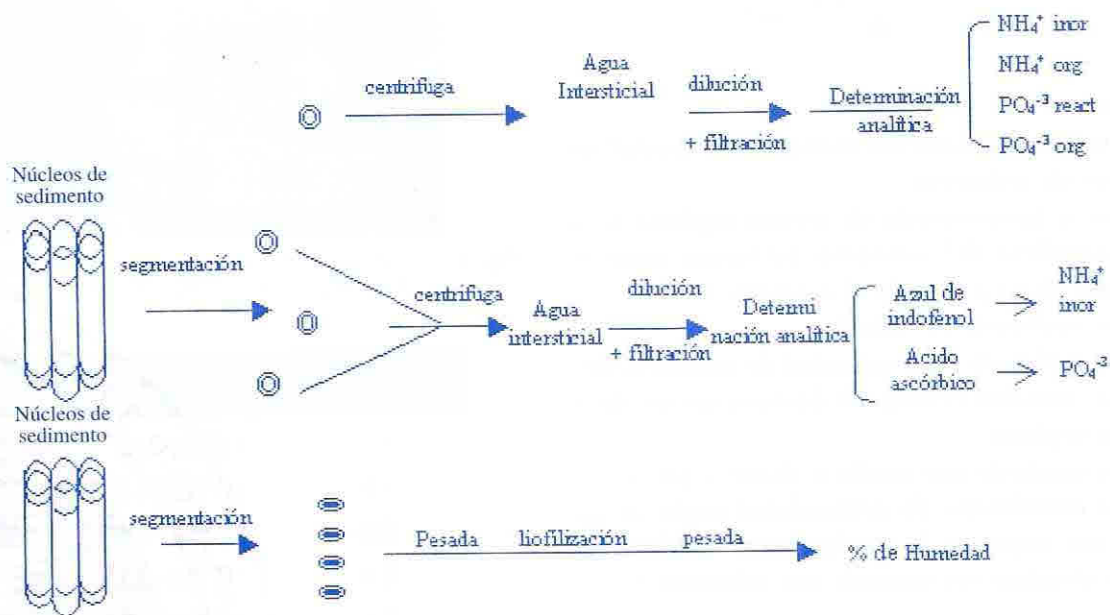 centrifuga
Agua
Intersticial
dilución
+ filtración
Determinación
analítica
NH₄⁺ inor
NH₄⁺ org
PO₄⁻³ react
PO₄⁻³ org
Núcleos de
sedimento
segmentación
centrifuga
Agua
intersticial
dilución
+ filtración
Determi
nación analítica
Azul de
indofenol
NH₄⁺
inor
Acido
ascórbico
PO₄⁻³
Núcleos de
sedimento
segmentación
Pesada liofilización pesada
% de Humedad